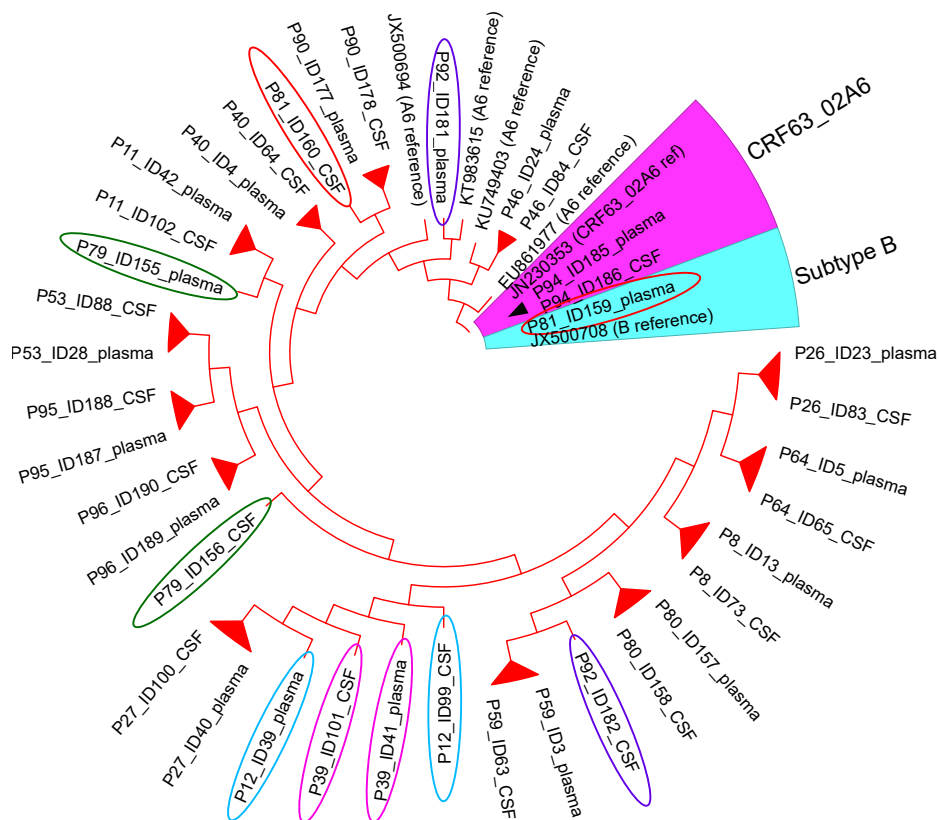 CRF63_02A6
Subtype B
P53_ID28_plasma
P53_ID88_CSF
P79_ID155_plasma
P11_ID102_CSF
P11_ID42_plasma
P40_ID4_plasma
P40_ID64_CSF
P81_ID160_CSF
P90_ID177_plasma
P90_ID178_CSF
JX500694 (A6 reference)
P92_ID181_plasma
KT983615 (A6 reference)
KU749403 (A6 reference)
P46_ID24_plasma
P46_ID84_CSF
EU861977 (A6 reference)
JN230353 (CRF63_02A6 ref)
P94_ID185_plasma
P94_ID186_CSF
P81_ID159_plasma
JX500708 (B reference)
P26_ID23_plasma
P26_ID83_CSF
P64_ID5_plasma
P64_ID65_CSF
P8_ID13_plasma
P8_ID73_CSF
P80_ID157_plasma
P80_ID158_CSF
P92_ID182_CSF
P59_ID3_plasma
P59_ID63_CSF
P12_ID99_CSF
P39_ID41_plasma
P39_ID101_CSF
P12_ID39_plasma
P27_ID40_plasma
P27_ID100_CSF
P79_ID156_CSF
P96_ID189_plasma
P96_ID190_CSF
P95_ID187_plasma
P95_ID188_CSF